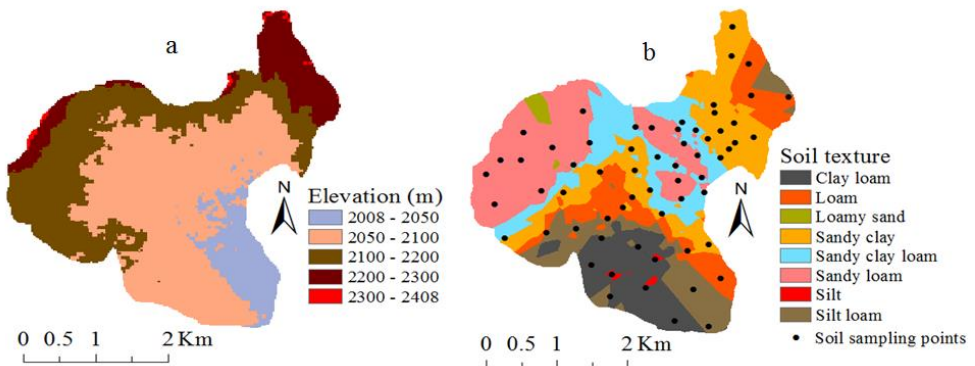 a
N
Elevation (m)
2008 - 2050
2050 - 2100
2100 - 2200
2200 - 2300
2300 - 2408
0 0.5 1 2 Km
b
N
Soil texture
Clay loam
Loam
Loamy sand
Sandy clay
Sandy clay loam
Sandy loam
Silt
Silt loam
Soil sampling points
0 0.5 1 2 Km